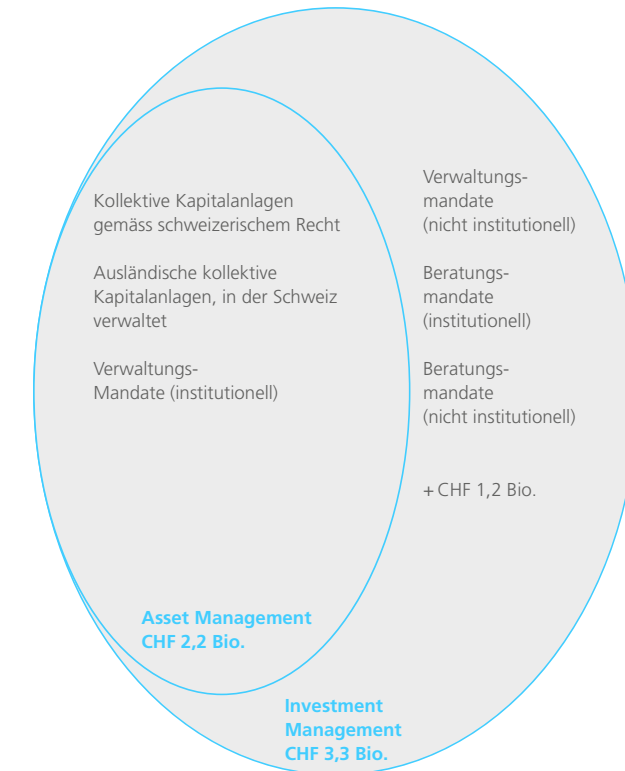 Kollektive Kapitalanlagen
gemäss schweizerischem Recht
Ausländische kollektive
Kapitalanlagen, in der Schweiz
verwaltet
Verwaltungs-
Mandate (institutionell)
Verwaltungs-
mandate
(nicht institutionell)
Beratungs-
mandate
(institutionell)
Beratungs-
mandate
(nicht institutionell)
+ CHF 1,2 Bio.
Asset Management
CHF 2,2 Bio.
Investment
Management
CHF 3,3 Bio.